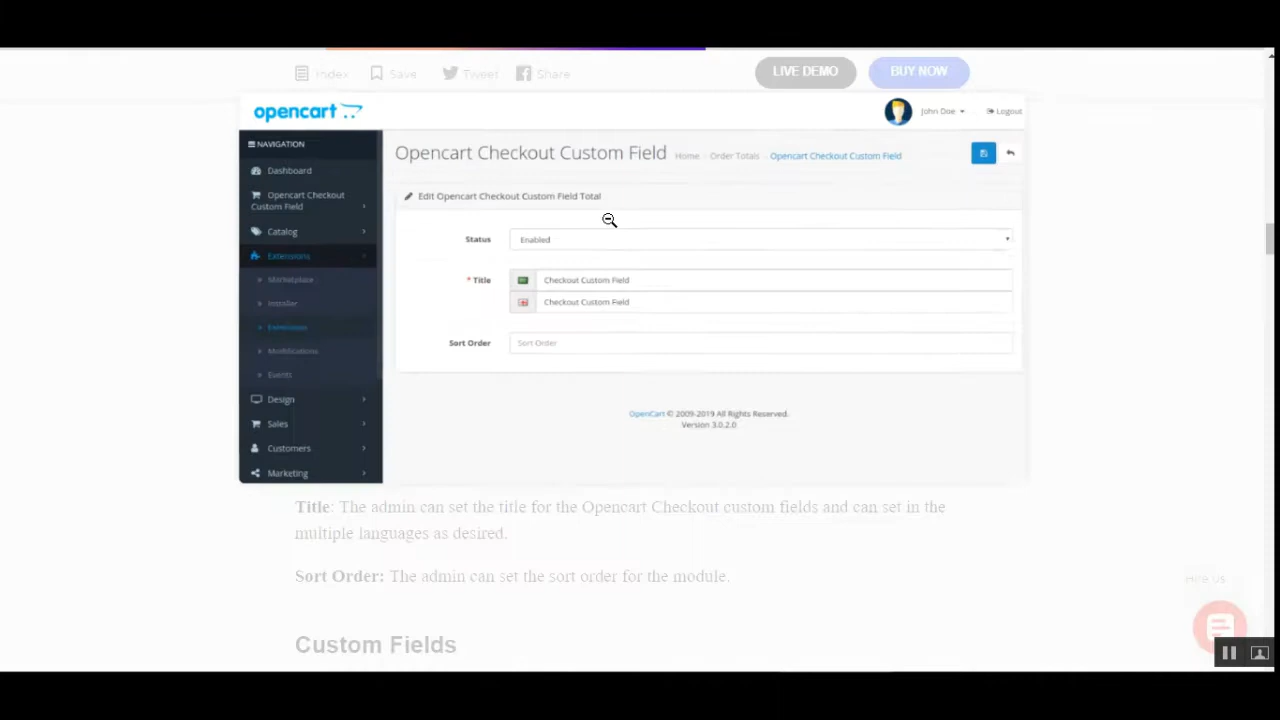 Index Save Tweet Share LIVE DEMO BUY NOW
opencart John Doe Logout
NAVIGATION
Dashboard
Opencart Checkout
Custom Field
Catalog
Extensions
Marketplace
Installer
Extensions
Modifications
Events
Design
Sales
Customers
Marketing
Opencart Checkout Custom Field Home Order Totals Opencart Checkout Custom Field
Edit Opencart Checkout Custom Field Total
Status Enabled
* Title Checkout Custom Field
Checkout Custom Field
Sort Order Sort Order
OpenCart © 2009-2019 All Rights Reserved.
Version 3.0.2.0
Title: The admin can set the title for the Opencart Checkout custom fields and can set in the
multiple languages as desired.
Sort Order: The admin can set the sort order for the module.
Custom Fields
Hire Us